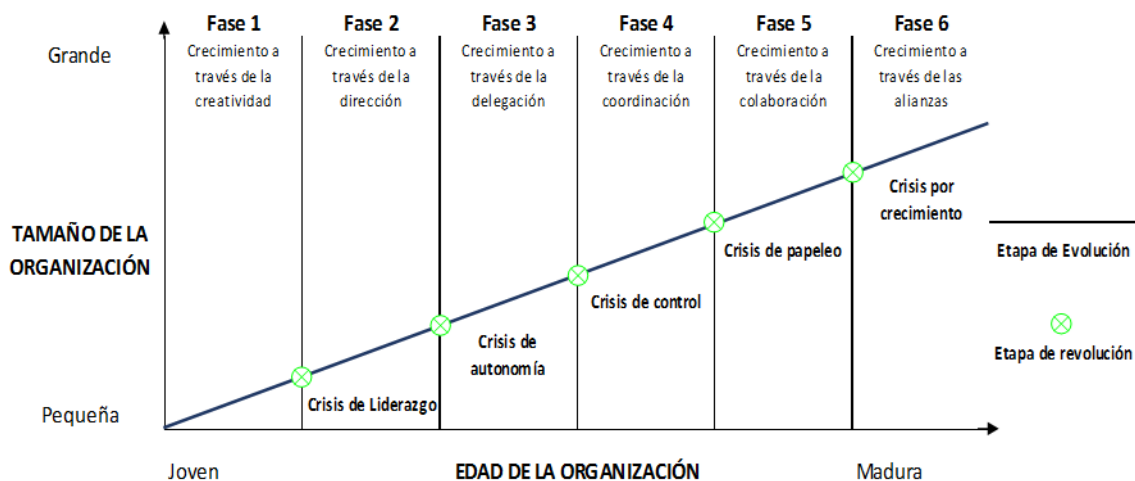 Fase 1
Crecimiento a
través de la
creatividad
Fase 2
Crecimiento a
través de la
dirección
Fase 3
Crecimiento a
través de la
delegación
Fase 4
Crecimiento a
través de la
coordinación
Fase 5
Crecimiento a
través de la
colaboración
Fase 6
Crecimiento a
través de las
alianzas
Grande
TAMAÑO DE LA
ORGANIZACIÓN
Pequeña
Crisis de Liderazgo
Crisis de
autonomía
Crisis de control
Crisis de papeleo
Crisis por
crecimiento
Etapa de Evolución
Etapa de revolución
Joven
EDAD DE LA ORGANIZACIÓN
Madura